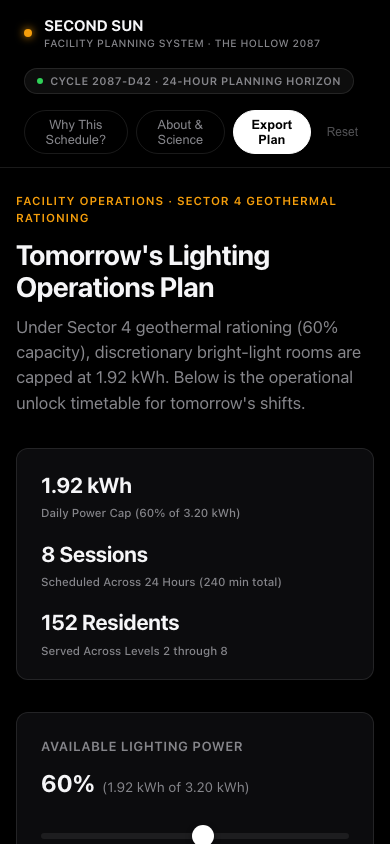 SECOND SUN
FACILITY PLANNING SYSTEM · THE HOLLOW 2087
CYCLE 2087-D42 · 24-HOUR PLANNING HORIZON
Why This
Schedule?
About &
Science
Export
Plan
Reset
FACILITY OPERATIONS · SECTOR 4 GEOTHERMAL
RATIONING
Tomorrow's Lighting
Operations Plan
Under Sector 4 geothermal rationing (60%
capacity), discretionary bright-light rooms are
capped at 1.92 kWh. Below is the operational
unlock timetable for tomorrow's shifts.
1.92 kWh
Daily Power Cap (60% of 3.20 kWh)
8 Sessions
Scheduled Across 24 Hours (240 min total)
152 Residents
Served Across Levels 2 through 8
AVAILABLE LIGHTING POWER
60% (1.92 kWh of 3.20 kWh)